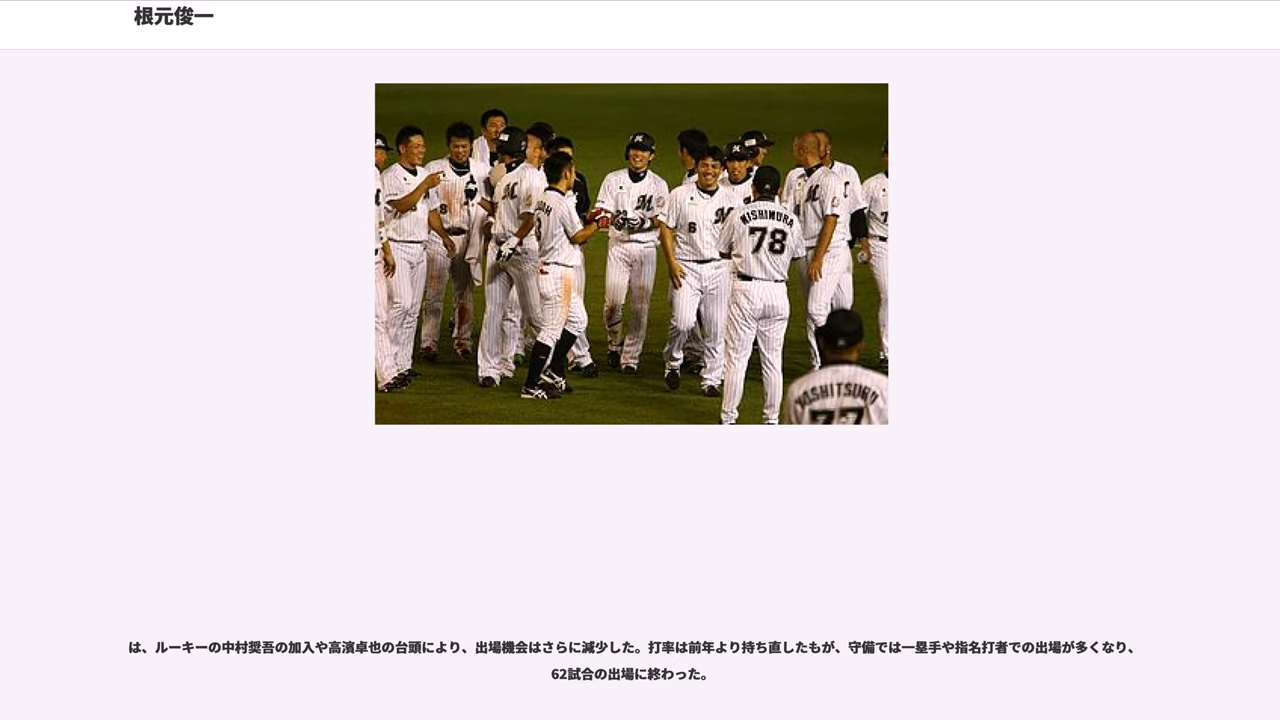 根元俊一
NISHIMURA
78
6
77
は、ルーキーの中村奨吾の加入や高濱卓也の台頭により、出場機会はさらに減少した。打率は前年より持ち直したもが、守備では一塁手や指名打者での出場が多くなり、
62試合の出場に終わった。